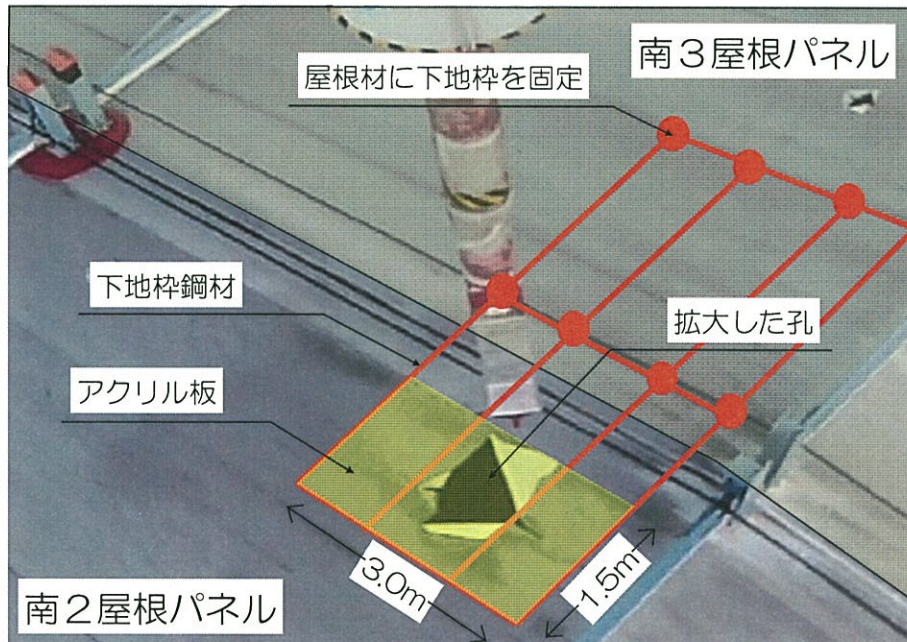 南３屋根パネル
屋根材に下地枠を固定
下地枠鋼材
拡大した孔
アクリル板
3.0m
1.5m
南２屋根パネル